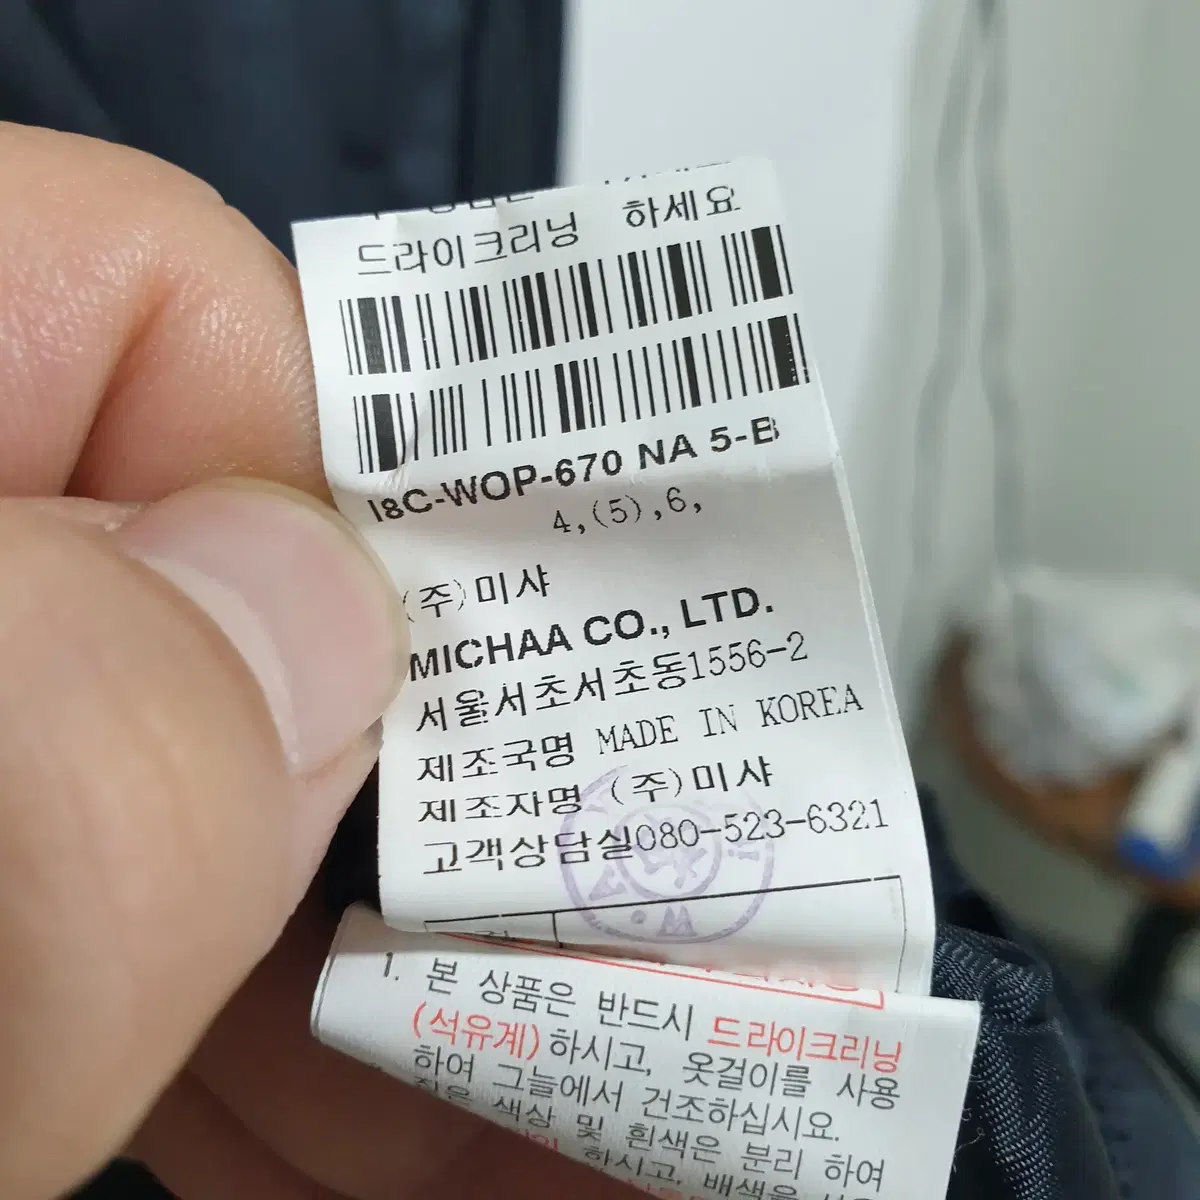 드라이크리닝 하세요
I8C-WOP-670 NA 5-B
4,(5),6,
(주)미샤
MICHAA CO., LTD.
서울서초서초동1556-2
제조국명 MADE IN KOREA
제조자명 (주)미샤
고객상담실080-523-6321
1. 본 상품은 반드시 드라이크리닝
(석유계)하시고, 옷걸이를 사용
하여 그늘에서 건조하십시요.
짙은 색상 및 흰색은 분리 하여
하시고, 배색을